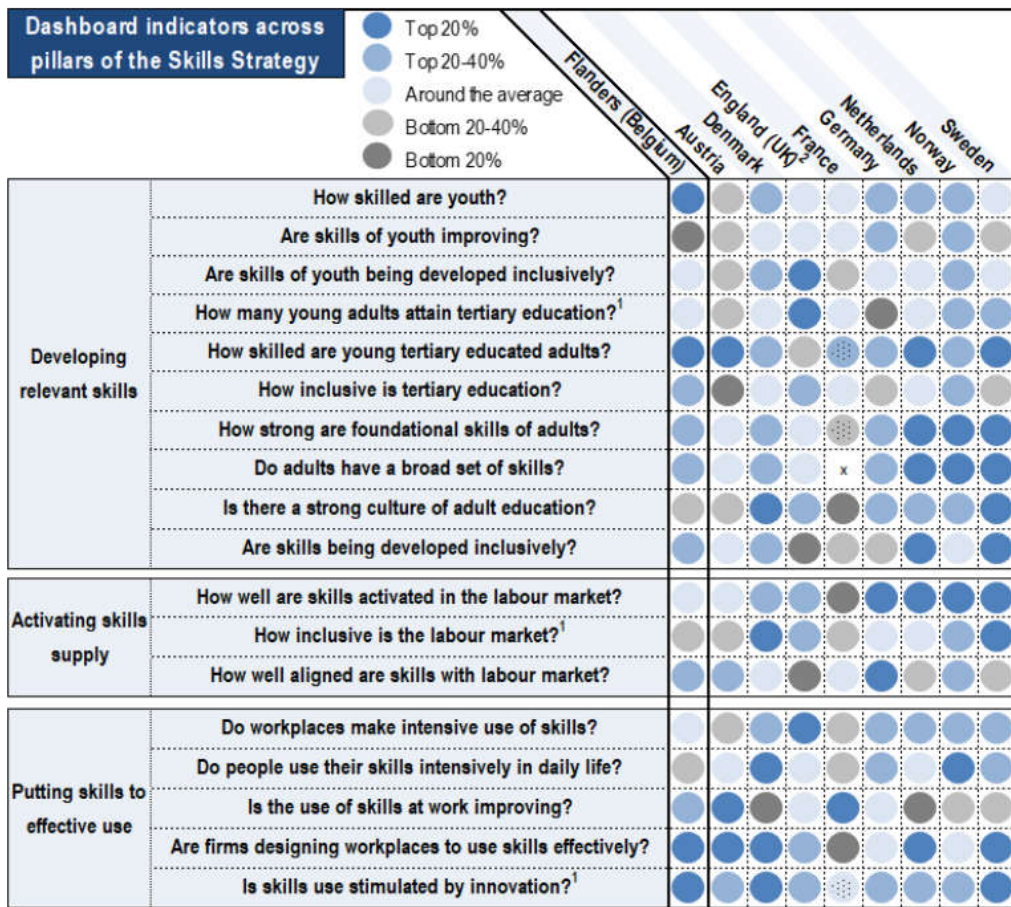 Dashboard indicators across
pillars of the Skills Strategy
Top 20%
Top 20-40%
Around the average
Bottom 20-40%
Bottom 20%
Flanders (Belgium)
Austria
Denmark
England (UK)²
France
Germany
Netherlands
Norway
Sweden
Developing
relevant skills
How skilled are youth?
Are skills of youth improving?
Are skills of youth being developed inclusively?
How many young adults attain tertiary education?¹
How skilled are young tertiary educated adults?
How inclusive is tertiary education?
How strong are foundational skills of adults?
Do adults have a broad set of skills?
x
Is there a strong culture of adult education?
Are skills being developed inclusively?
Activating skills
supply
How well are skills activated in the labour market?
How inclusive is the labour market?¹
How well aligned are skills with labour market?
Putting skills to
effective use
Do workplaces make intensive use of skills?
Do people use their skills intensively in daily life?
Is the use of skills at work improving?
Are firms designing workplaces to use skills effectively?
Is skills use stimulated by innovation?¹